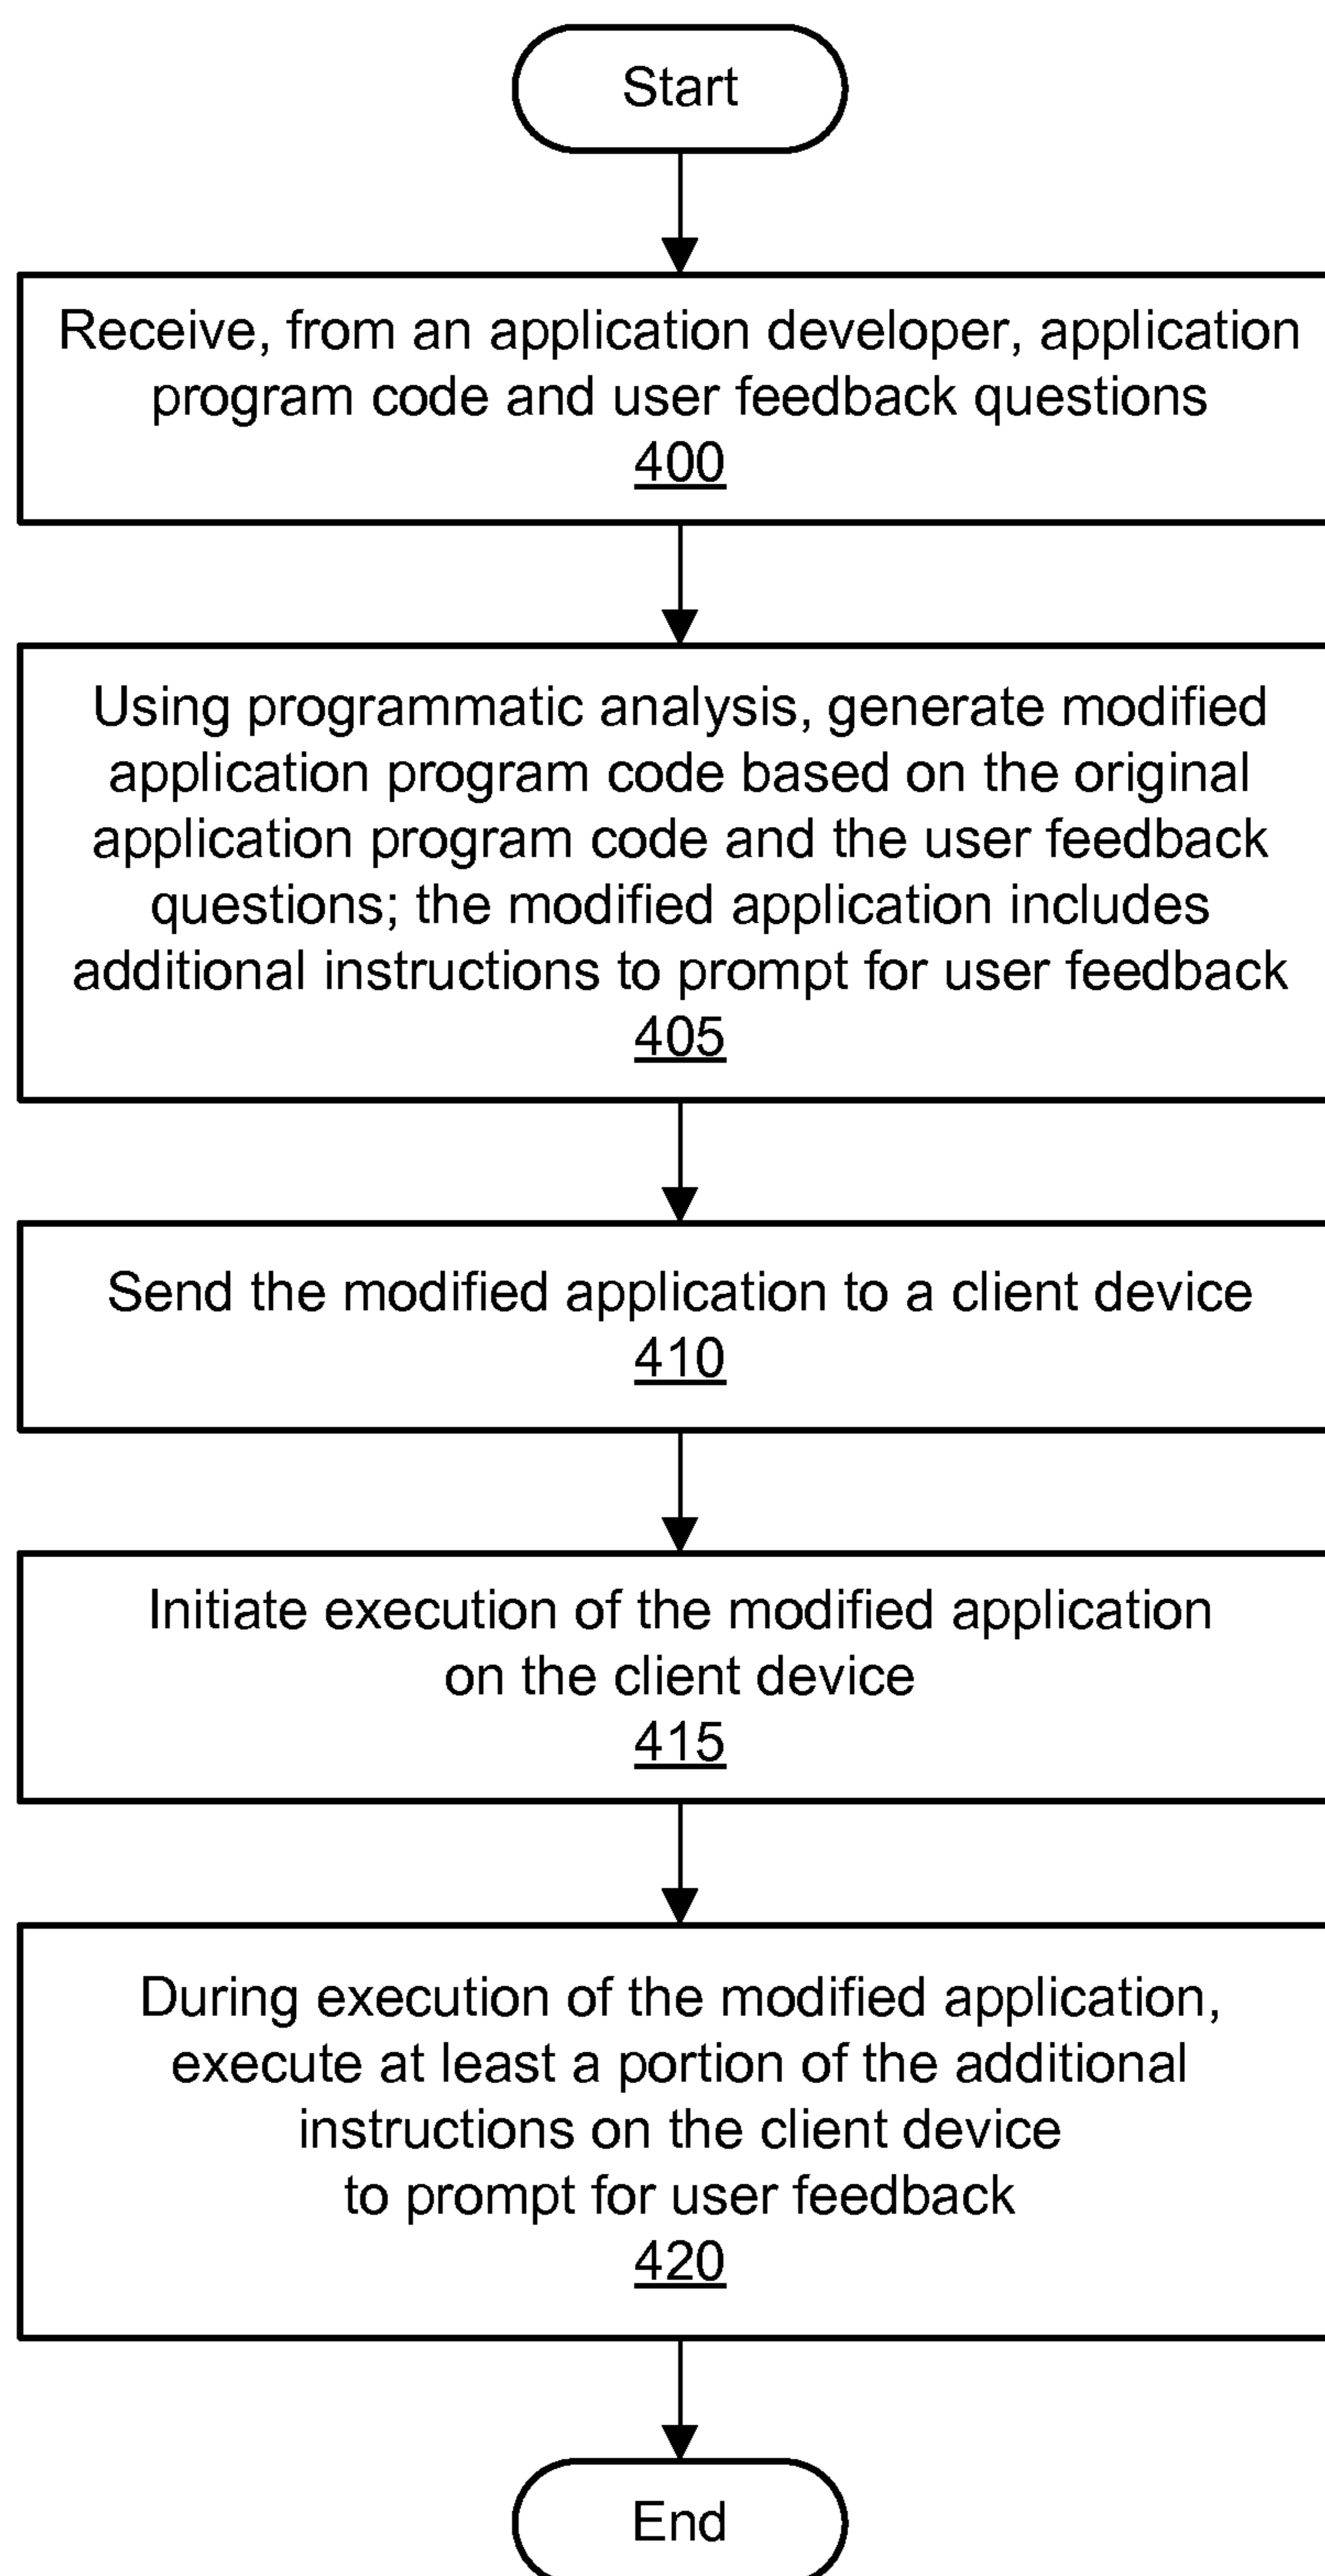 Start
Receive, from an application developer, application
program code and user feedback questions
400
Using programmatic analysis, generate modified
application program code based on the original
application program code and the user feedback
questions; the modified application includes
additional instructions to prompt for user feedback
405
Send the modified application to a client device
410
Initiate execution of the modified application
on the client device
415
During execution of the modified application,
execute at least a portion of the additional
instructions on the client device
to prompt for user feedback
420
End